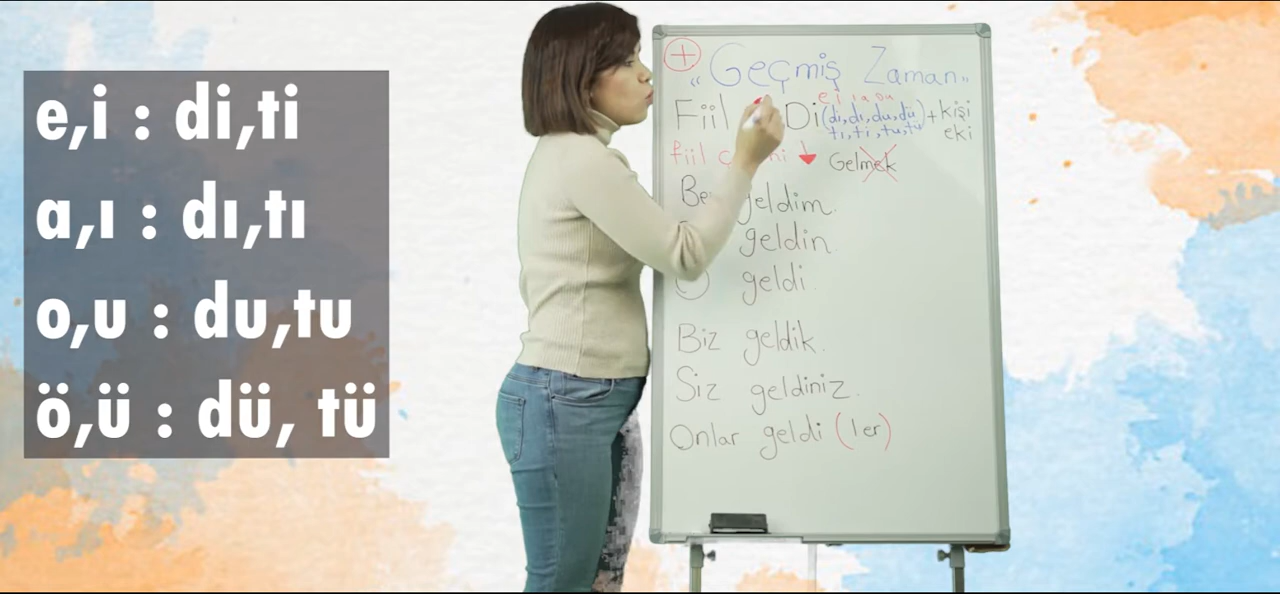 e,i : di,ti
a,ı : dı,tı
o,u : du,tu
ö,ü : dü, tü
+
"Geçmiş Zaman"
e i ı a
Fiil Di (di,dı,du,dü) + kişi
tı, ti, tu, tü eki
fiil Gelmek
geldim.
geldin.
geldi.
Biz geldik.
Siz geldiniz.
Onlar geldi (ler)